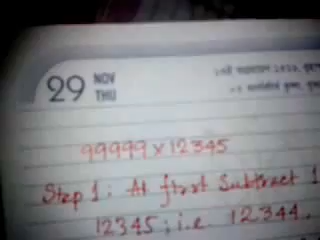 29 NOV
THU
99999 x 12345
Step 1: At first Subtract 1
12345; i.e 12344.